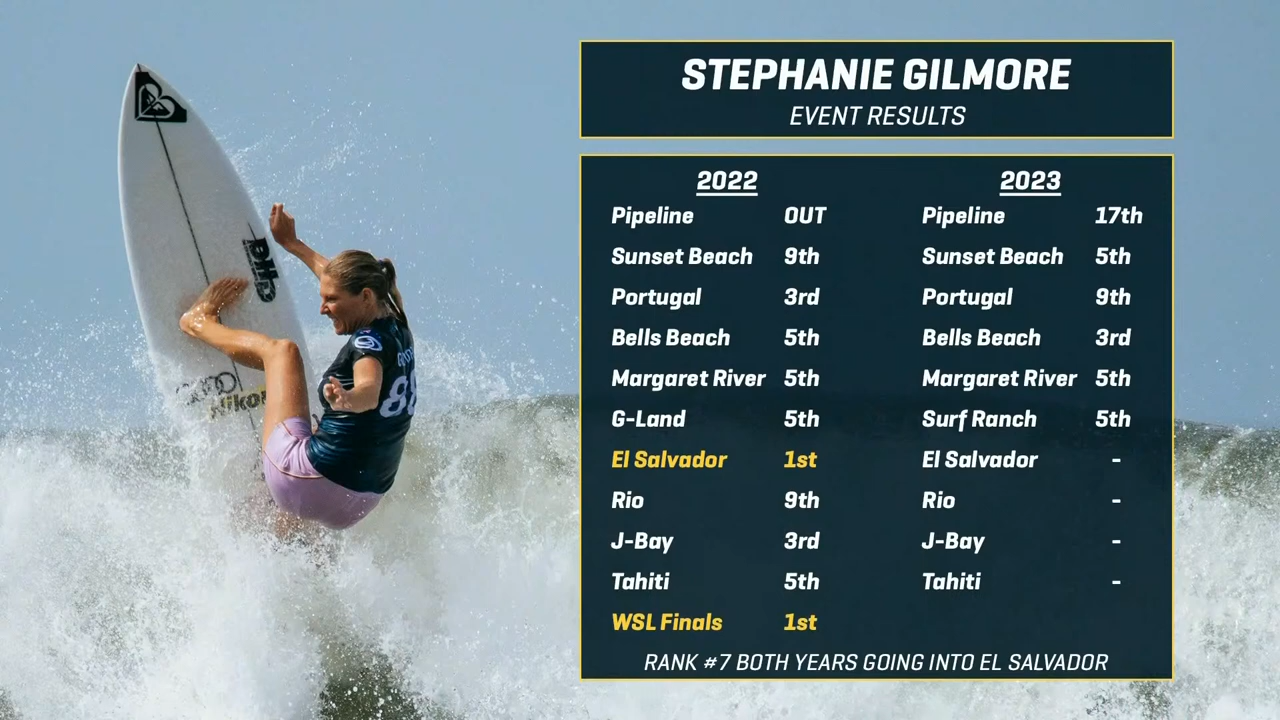 STEPHANIE GILMORE
EVENT RESULTS
2022 2023
Pipeline OUT Pipeline 17th
Sunset Beach 9th Sunset Beach 5th
Portugal 3rd Portugal 9th
Bells Beach 5th Bells Beach 3rd
Margaret River 5th Margaret River 5th
G-Land 5th Surf Ranch 5th
El Salvador 1st El Salvador -
Rio 9th Rio -
J-Bay 3rd J-Bay -
Tahiti 5th Tahiti -
WSL Finals 1st
RANK #7 BOTH YEARS GOING INTO EL SALVADOR
DHD
Nikon
88